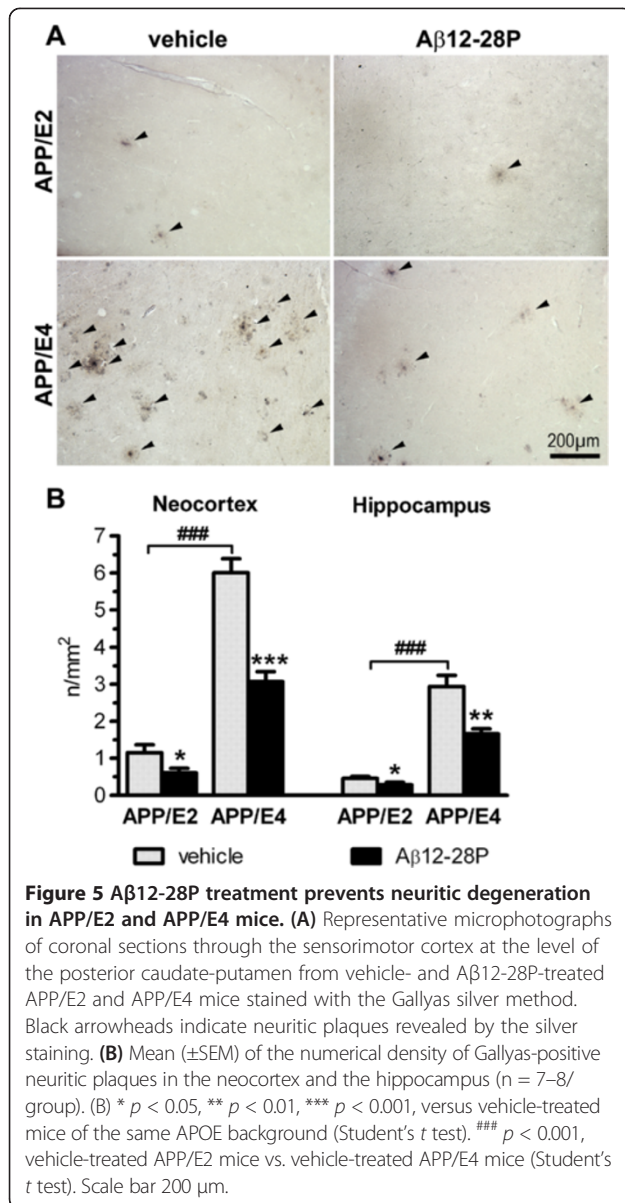 A
vehicle
Aβ12-28P
APP/E2
APP/E4
200µm
B
Neocortex
Hippocampus
###
###
7
6
5
4
3
2
1
0
n/mm²
*
***
*
**
APP/E2
APP/E4
APP/E2
APP/E4
vehicle
Aβ12-28P
Figure 5 Aβ12-28P treatment prevents neuritic degeneration
in APP/E2 and APP/E4 mice. (A) Representative microphotographs
of coronal sections through the sensorimotor cortex at the level of
the posterior caudate-putamen from vehicle- and Aβ12-28P-treated
APP/E2 and APP/E4 mice stained with the Gallyas silver method.
Black arrowheads indicate neuritic plaques revealed by the silver
staining. (B) Mean (±SEM) of the numerical density of Gallyas-positive
neuritic plaques in the neocortex and the hippocampus (n = 7–8/
group). (B) * p < 0.05, ** p < 0.01, *** p < 0.001, versus vehicle-treated
mice of the same APOE background (Student's t test). ### p < 0.001,
vehicle-treated APP/E2 mice vs. vehicle-treated APP/E4 mice (Student's
t test). Scale bar 200 µm.